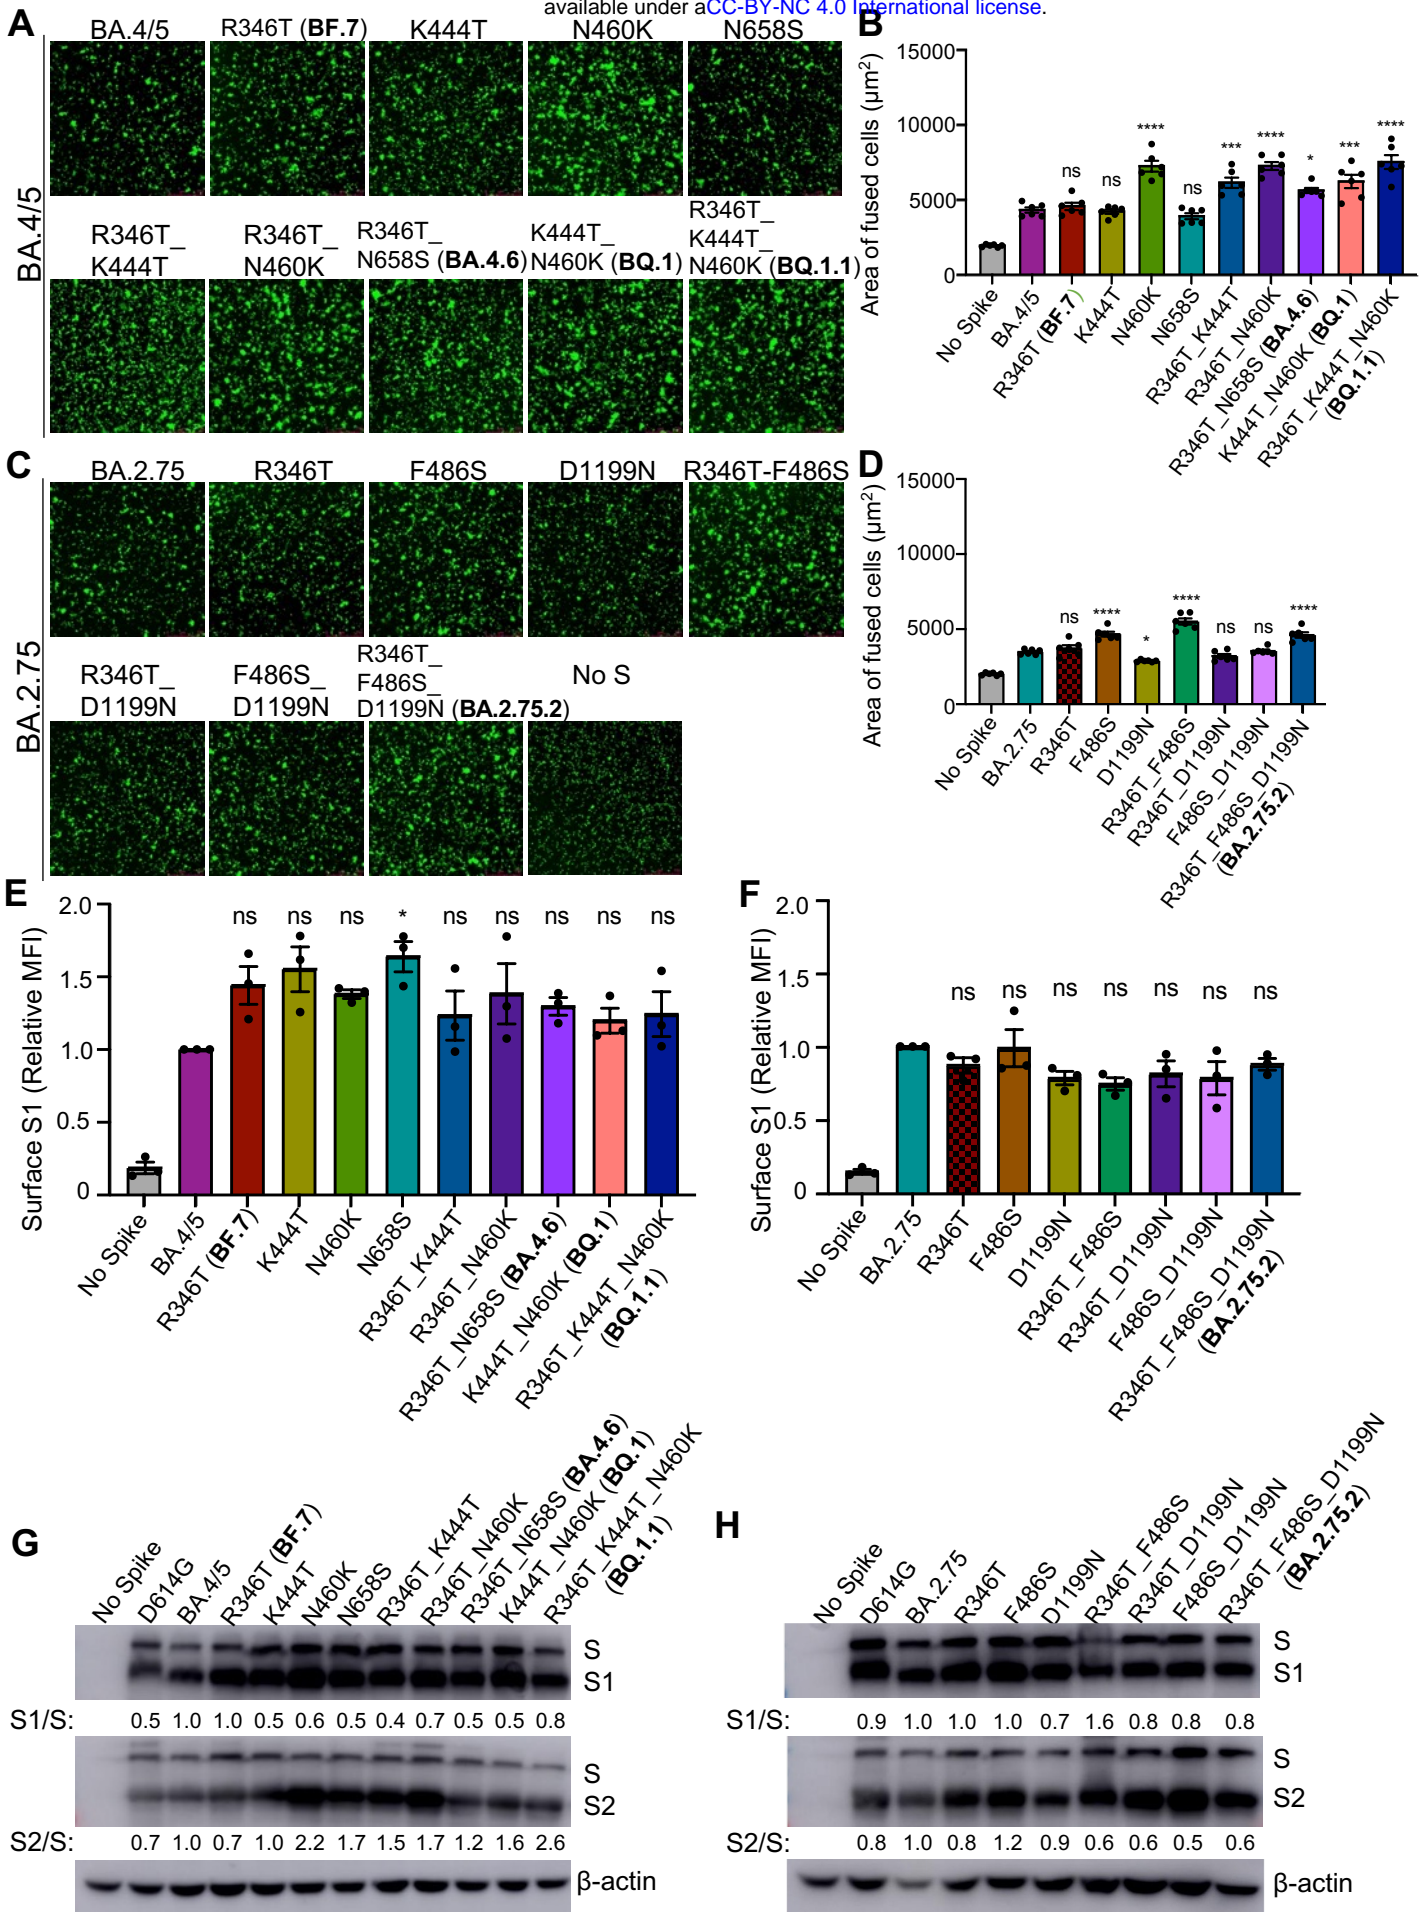 available under aCC-BY-NC 4.0 International license.
A
BA.4/5
BA.4/5
R346T (BF.7)
K444T
N460K
N658S
R346T_
K444T
R346T_
N460K
R346T_
N658S (BA.4.6)
K444T_
N460K (BQ.1)
R346T_
K444T_
N460K (BQ.1.1)
B
Area of fused cells (µm²)
15000
10000
5000
0
ns
ns
****
ns
***
****
*
***
****
No Spike
BA.4/5
R346T (BF.7)
K444T
N460K
N658S
R346T_K444T
R346T_N460K
R346T_N658S (BA.4.6)
K444T_N460K (BQ.1)
R346T_K444T_N460K
(BQ.1.1)
C
BA.2.75
BA.2.75
R346T
F486S
D1199N
R346T-F486S
R346T_
D1199N
F486S_
D1199N
R346T_
F486S_
D1199N (BA.2.75.2)
No S
D
Area of fused cells (µm²)
15000
10000
5000
0
ns
****
*
****
ns
ns
****
No Spike
BA.2.75
R346T
F486S
D1199N
R346T_F486S
R346T_D1199N
F486S_D1199N
R346T_F486S_D1199N
(BA.2.75.2)
E
Surface S1 (Relative MFI)
2.0
1.5
1.0
0.5
0
ns
ns
ns
*
ns
ns
ns
ns
ns
No Spike
BA.4/5
R346T (BF.7)
K444T
N460K
N658S
R346T_K444T
R346T_N460K
R346T_N658S (BA.4.6)
K444T_N460K (BQ.1)
R346T_K444T_N460K
(BQ.1.1)
F
Surface S1 (Relative MFI)
2.0
1.5
1.0
0.5
0
ns
ns
ns
ns
ns
ns
ns
No Spike
BA.2.75
R346T
F486S
D1199N
R346T_F486S
R346T_D1199N
F486S_D1199N
R346T_F486S_D1199N
(BA.2.75.2)
G
No Spike
D614G
BA.4/5
R346T (BF.7)
K444T
N460K
N658S
R346T_K444T
R346T_N460K
R346T_N658S (BA.4.6)
K444T_N460K (BQ.1)
R346T_K444T_N460K
(BQ.1.1)
S
S1
S1/S: 0.5 1.0 1.0 0.5 0.6 0.5 0.4 0.7 0.5 0.5 0.8
S
S2
S2/S: 0.7 1.0 0.7 1.0 2.2 1.7 1.5 1.7 1.2 1.6 2.6
β-actin
H
No Spike
D614G
BA.2.75
R346T
F486S
D1199N
R346T_F486S
R346T_D1199N
F486S_D1199N
R346T_F486S_D1199N
(BA.2.75.2)
S
S1
S1/S: 0.9 1.0 1.0 1.0 0.7 1.6 0.8 0.8 0.8
S
S2
S2/S: 0.8 1.0 0.8 1.2 0.9 0.6 0.6 0.5 0.6
β-actin